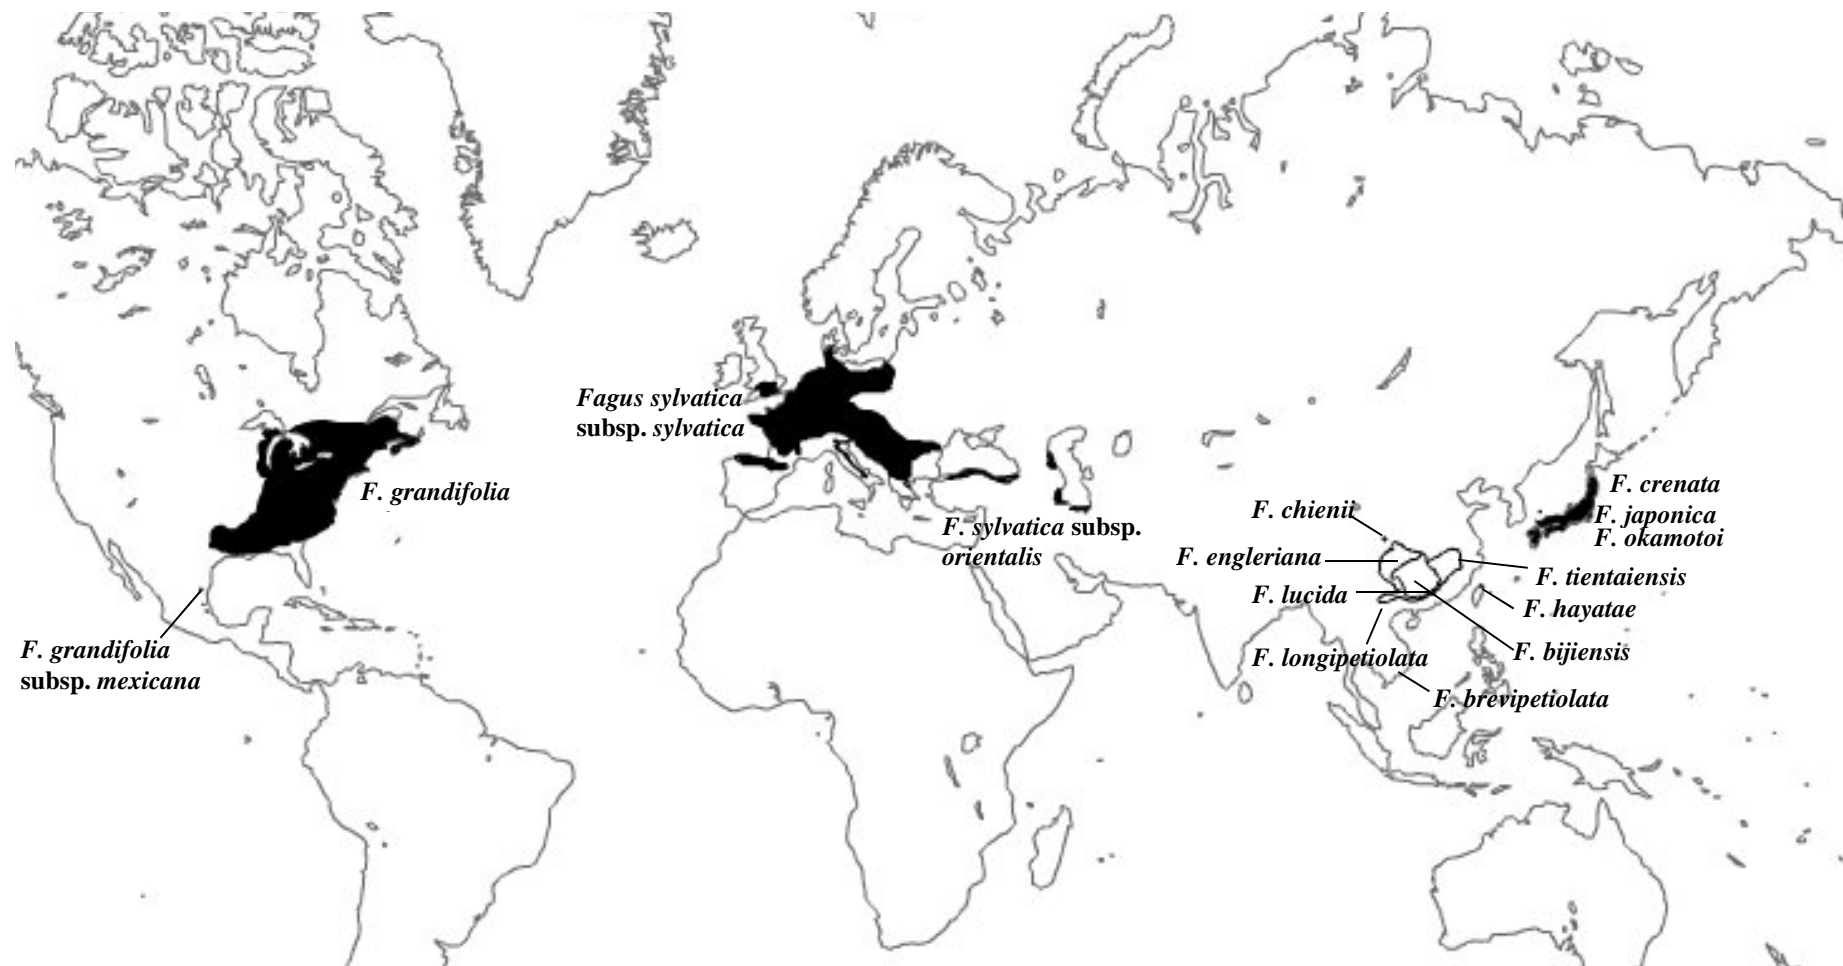 Fagus sylvatica
subsp. sylvatica
F. grandifolia
F. grandifolia
subsp. mexicana
F. sylvatica subsp.
orientalis
F. chienii
F. engleriana
F. lucida
F. longipetiolata
F. crenata
F. japonica
F. okamotoi
F. tientaiensis
F. hayatae
F. bijiensis
F. brevipetiolata